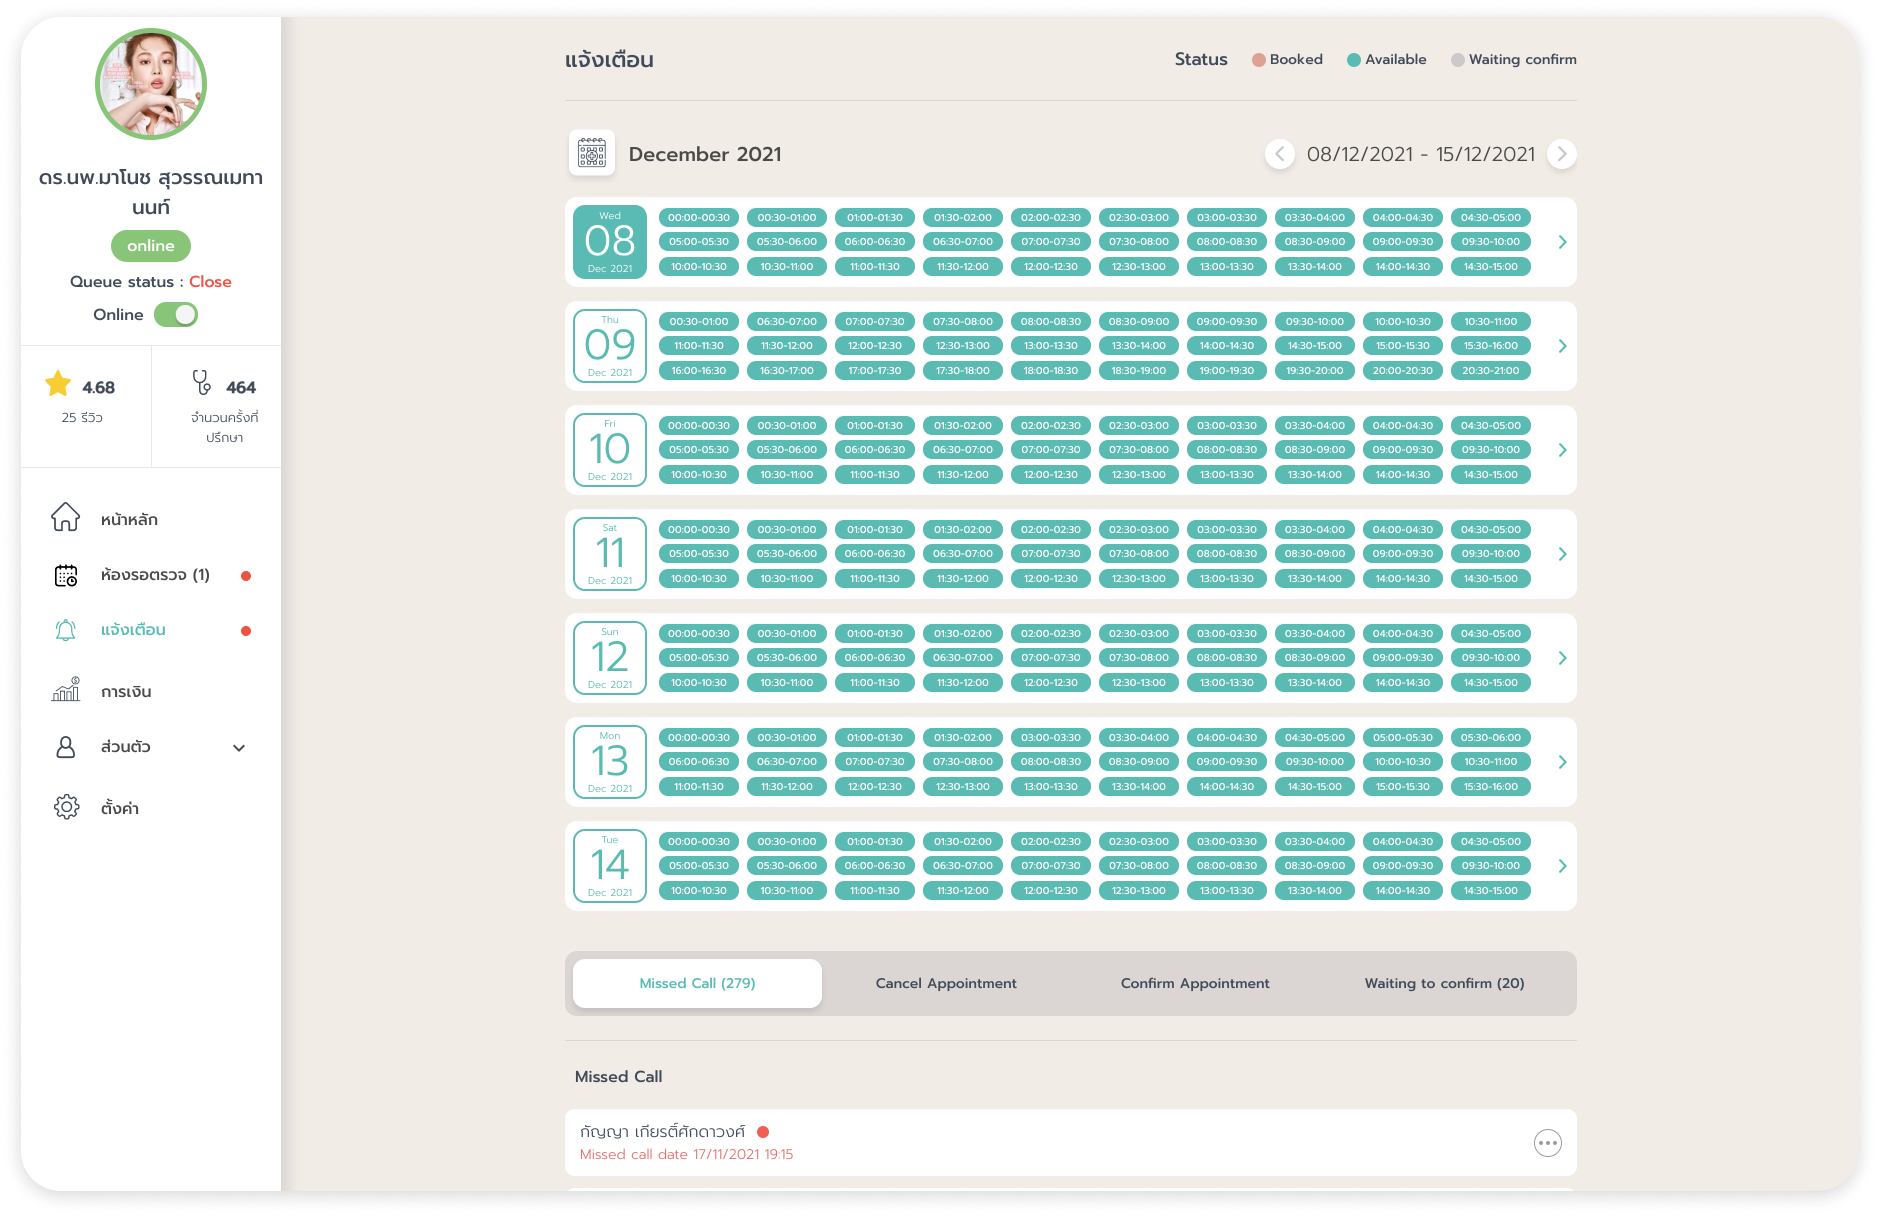 ดร.นพ.มาโนช สุวรรณเมทา
นนท์
online
Queue status : Close
Online
4.68
25 รีวิว
464
จำนวนครั้งที่
ปรึกษา
หน้าหลัก
ห้องรอตรวจ (1)
แจ้งเตือน
การเงิน
ส่วนตัว
ตั้งค่า
แจ้งเตือน
Status Booked Available Waiting confirm
December 2021
08/12/2021 - 15/12/2021
Wed
08
Dec 2021
00:00-00:30 00:30-01:00 01:00-01:30 01:30-02:00 02:00-02:30 02:30-03:00 03:00-03:30 03:30-04:00 04:00-04:30 04:30-05:00
05:00-05:30 05:30-06:00 06:00-06:30 06:30-07:00 07:00-07:30 07:30-08:00 08:00-08:30 08:30-09:00 09:00-09:30 09:30-10:00
10:00-10:30 10:30-11:00 11:00-11:30 11:30-12:00 12:00-12:30 12:30-13:00 13:00-13:30 13:30-14:00 14:00-14:30 14:30-15:00
Thu
09
Dec 2021
00:30-01:00 06:30-07:00 07:00-07:30 07:30-08:00 08:00-08:30 08:30-09:00 09:00-09:30 09:30-10:00 10:00-10:30 10:30-11:00
11:00-11:30 11:30-12:00 12:00-12:30 12:30-13:00 13:00-13:30 13:30-14:00 14:00-14:30 14:30-15:00 15:00-15:30 15:30-16:00
16:00-16:30 16:30-17:00 17:00-17:30 17:30-18:00 18:00-18:30 18:30-19:00 19:00-19:30 19:30-20:00 20:00-20:30 20:30-21:00
Fri
10
Dec 2021
00:00-00:30 00:30-01:00 01:00-01:30 01:30-02:00 02:00-02:30 02:30-03:00 03:00-03:30 03:30-04:00 04:00-04:30 04:30-05:00
05:00-05:30 05:30-06:00 06:00-06:30 06:30-07:00 07:00-07:30 07:30-08:00 08:00-08:30 08:30-09:00 09:00-09:30 09:30-10:00
10:00-10:30 10:30-11:00 11:00-11:30 11:30-12:00 12:00-12:30 12:30-13:00 13:00-13:30 13:30-14:00 14:00-14:30 14:30-15:00
Sat
11
Dec 2021
00:00-00:30 00:30-01:00 01:00-01:30 01:30-02:00 02:00-02:30 02:30-03:00 03:00-03:30 03:30-04:00 04:00-04:30 04:30-05:00
05:00-05:30 05:30-06:00 06:00-06:30 06:30-07:00 07:00-07:30 07:30-08:00 08:00-08:30 08:30-09:00 09:00-09:30 09:30-10:00
10:00-10:30 10:30-11:00 11:00-11:30 11:30-12:00 12:00-12:30 12:30-13:00 13:00-13:30 13:30-14:00 14:00-14:30 14:30-15:00
Sun
12
Dec 2021
00:00-00:30 00:30-01:00 01:00-01:30 01:30-02:00 02:00-02:30 02:30-03:00 03:00-03:30 03:30-04:00 04:00-04:30 04:30-05:00
05:00-05:30 05:30-06:00 06:00-06:30 06:30-07:00 07:00-07:30 07:30-08:00 08:00-08:30 08:30-09:00 09:00-09:30 09:30-10:00
10:00-10:30 10:30-11:00 11:00-11:30 11:30-12:00 12:00-12:30 12:30-13:00 13:00-13:30 13:30-14:00 14:00-14:30 14:30-15:00
Mon
13
Dec 2021
00:00-00:30 00:30-01:00 01:00-01:30 01:30-02:00 03:00-03:30 03:30-04:00 04:00-04:30 04:30-05:00 05:00-05:30 05:30-06:00
06:00-06:30 06:30-07:00 07:00-07:30 07:30-08:00 08:00-08:30 08:30-09:00 09:00-09:30 09:30-10:00 10:00-10:30 10:30-11:00
11:00-11:30 11:30-12:00 12:00-12:30 12:30-13:00 13:00-13:30 13:30-14:00 14:00-14:30 14:30-15:00 15:00-15:30 15:30-16:00
Tue
14
Dec 2021
00:00-00:30 00:30-01:00 01:00-01:30 01:30-02:00 02:00-02:30 02:30-03:00 03:00-03:30 03:30-04:00 04:00-04:30 04:30-05:00
05:00-05:30 05:30-06:00 06:00-06:30 06:30-07:00 07:00-07:30 07:30-08:00 08:00-08:30 08:30-09:00 09:00-09:30 09:30-10:00
10:00-10:30 10:30-11:00 11:00-11:30 11:30-12:00 12:00-12:30 12:30-13:00 13:00-13:30 13:30-14:00 14:00-14:30 14:30-15:00
Missed Call (279) Cancel Appointment Confirm Appointment Waiting to confirm (20)
Missed Call
กัญญา เกียรติ์ศักดาวงศ์
Missed call date 17/11/2021 19:15